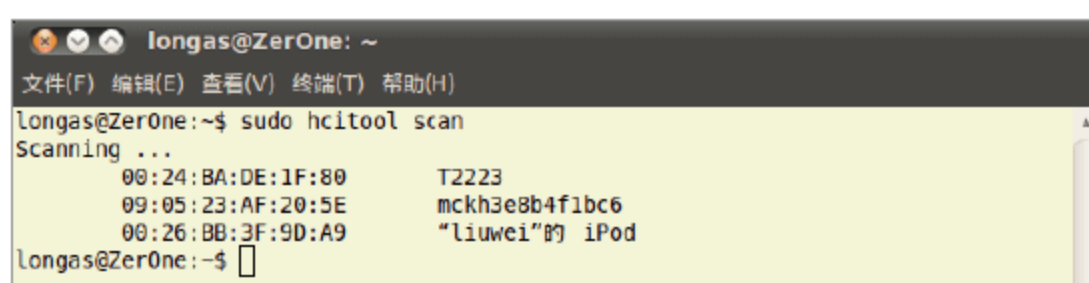 longas@ZerOne: ~
文件(F) 编辑(E) 查看(V) 终端(T) 帮助(H)
longas@ZerOne:~$ sudo hcitool scan
Scanning ...
00:24:BA:DE:1F:80 T2223
09:05:23:AF:20:5E mckh3e8b4f1bc6
00:26:BB:3F:9D:A9 “liuwei”的 iPod
longas@ZerOne:~$